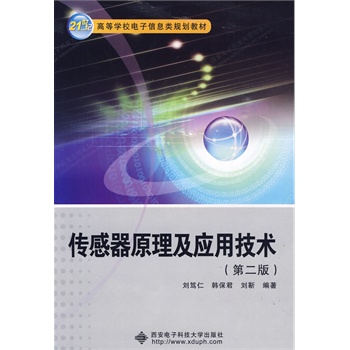 21世纪
高等学校电子信息类规划教材
传感器原理及应用技术
（第二版）
刘笃仁 韩保君 刘靳 编著
西安电子科技大学出版社
http://www.xduph.com